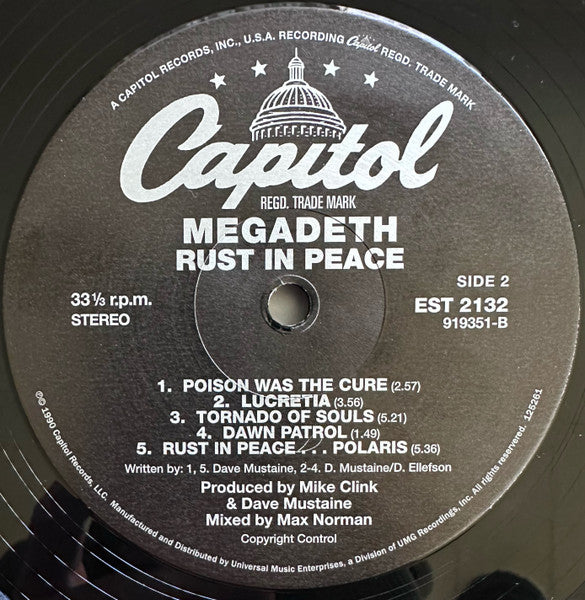 A CAPITOL RECORDS, INC., U.S.A. RECORDING Capitol REGD. TRADE MARK
Capitol
REGD. TRADE MARK
MEGADETH
RUST IN PEACE
33⅓ r.p.m.
STEREO
SIDE 2
EST 2132
919351-B
1. POISON WAS THE CURE (2.57)
2. LUCRETIA (3.56)
3. TORNADO OF SOULS (5.21)
4. DAWN PATROL (1.49)
5. RUST IN PEACE... POLARIS (5.36)
Written by: 1, 5. Dave Mustaine, 2-4. D. Mustaine/D. Ellefson
Produced by Mike Clink
& Dave Mustaine
Mixed by Max Norman
Copyright Control
℗© 1990 Capitol Records, LLC. Manufactured and Distributed by Universal Music Enterprises, a Division of UMG Recordings, Inc. All rights resservered. 125261